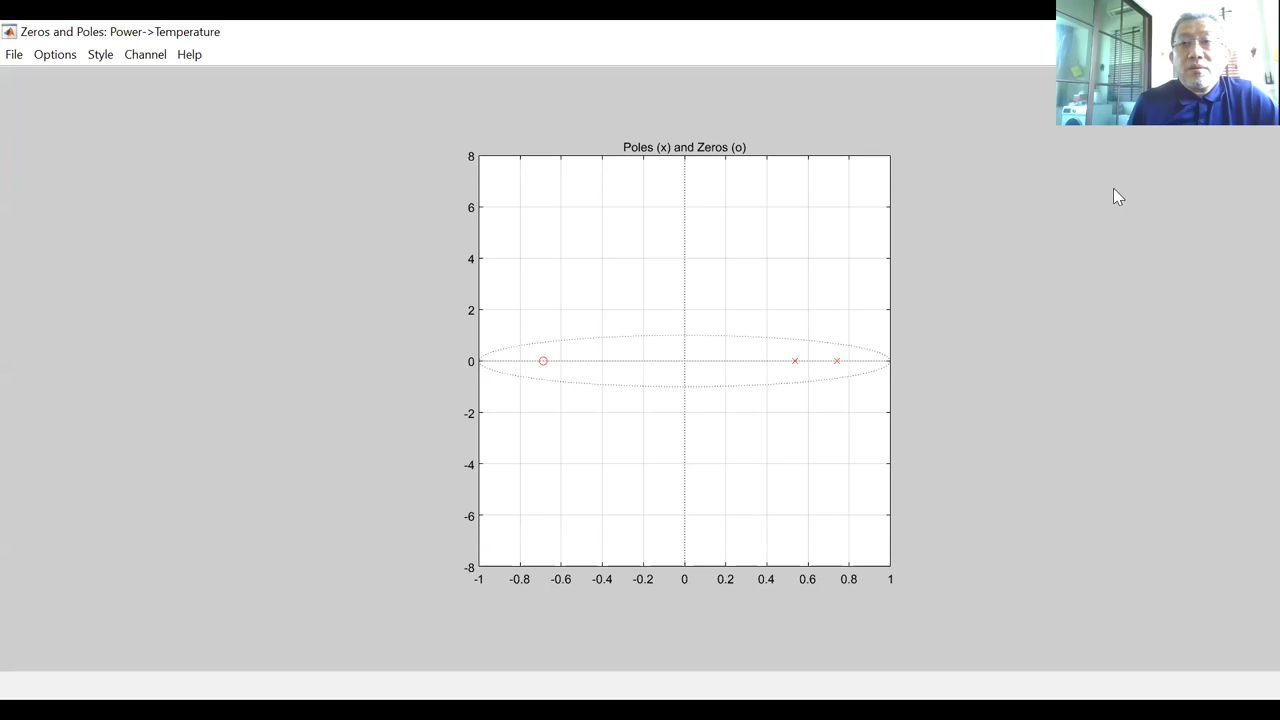 Zeros and Poles: Power->Temperature
File Options Style Channel Help
Poles (x) and Zeros (o)
8
6
4
2
0
-2
-4
-6
-8
-1 -0.8 -0.6 -0.4 -0.2 0 0.2 0.4 0.6 0.8 1